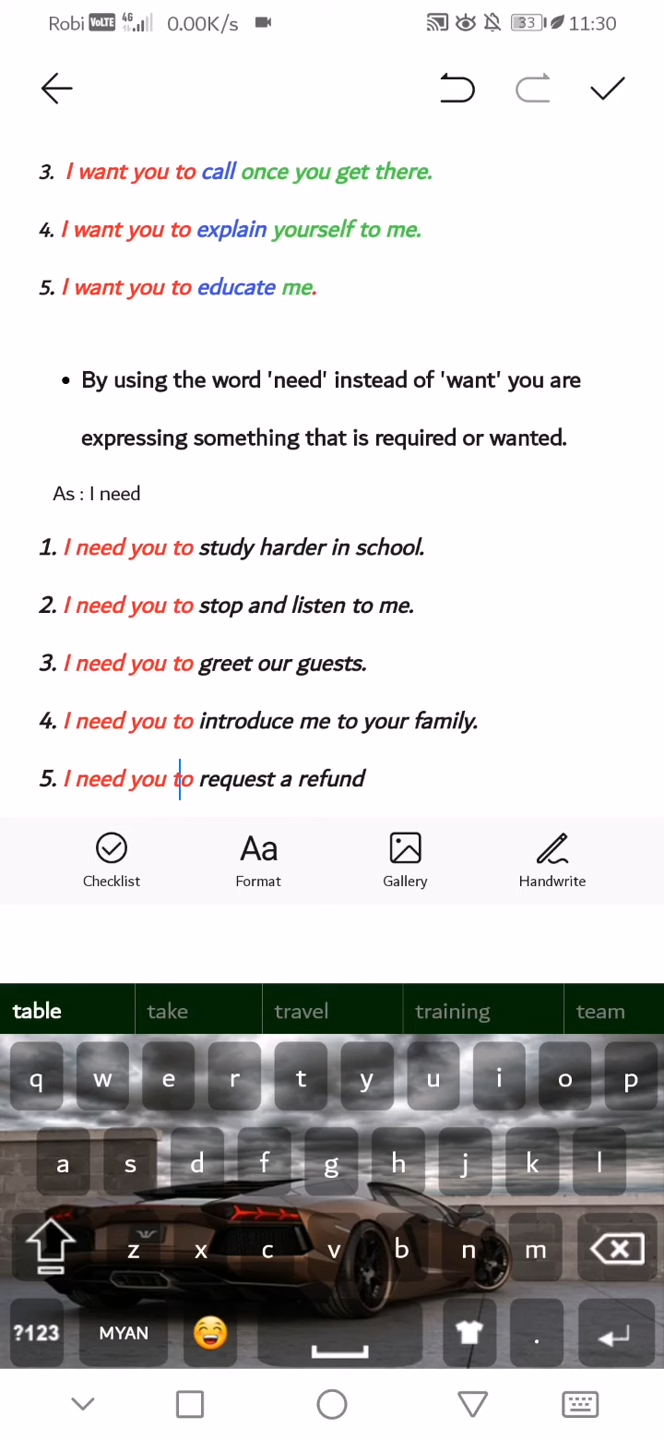 Robi VoLTE 4G 0.00K/s 33 11:30
3. I want you to call once you get there.
4. I want you to explain yourself to me.
5. I want you to educate me.
• By using the word 'need' instead of 'want' you are
expressing something that is required or wanted.
As : I need
1. I need you to study harder in school.
2. I need you to stop and listen to me.
3. I need you to greet our guests.
4. I need you to introduce me to your family.
5. I need you to request a refund
Aa
Checklist Format Gallery Handwrite
table take travel training team
q w e r t y u i o p
a s d f g h j k l
z x c v b n m
?123 MYAN .